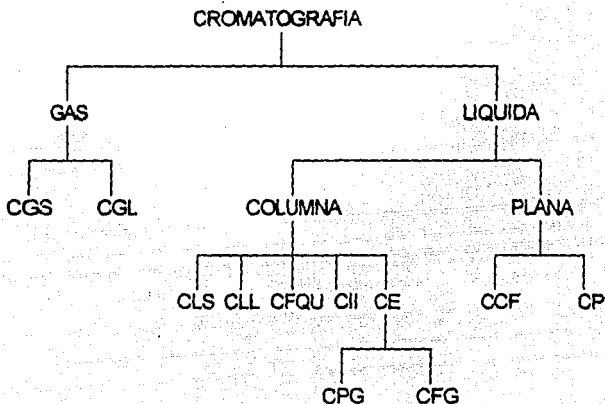 CROMATOGRAFIA
GAS LIQUIDA
CGS CGL COLUMNA PLANA
CLS CLL CFQU CII CE CCF CP
CPG CFG